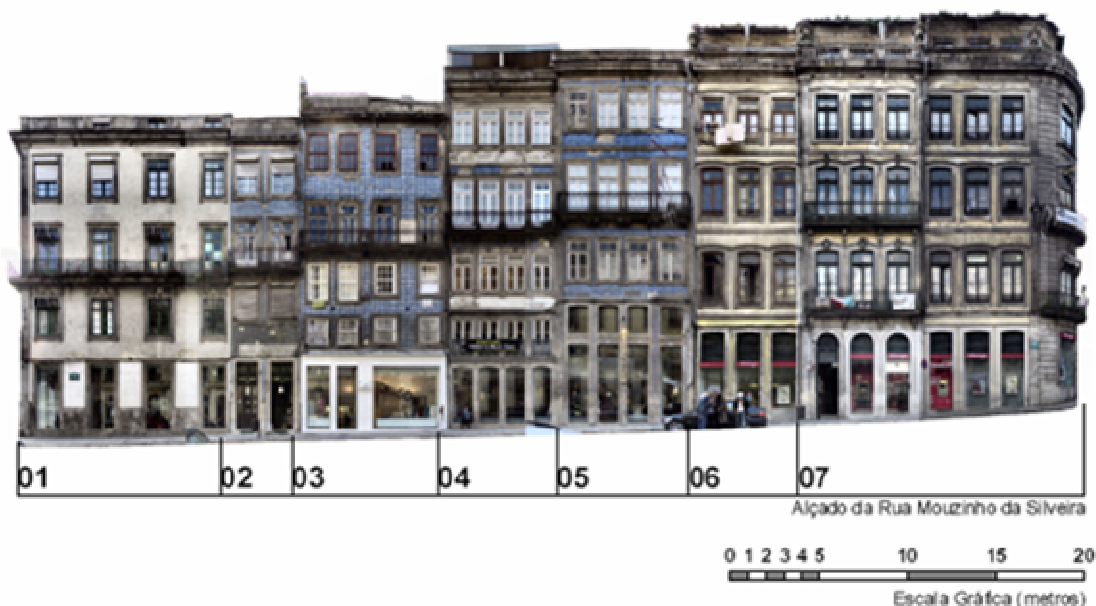 01 02 03 04 05 06 07
Alçado da Rua Mouzinho da Silveira
0 1 2 3 4 5 10 15 20
Escala Gráfica (metros)